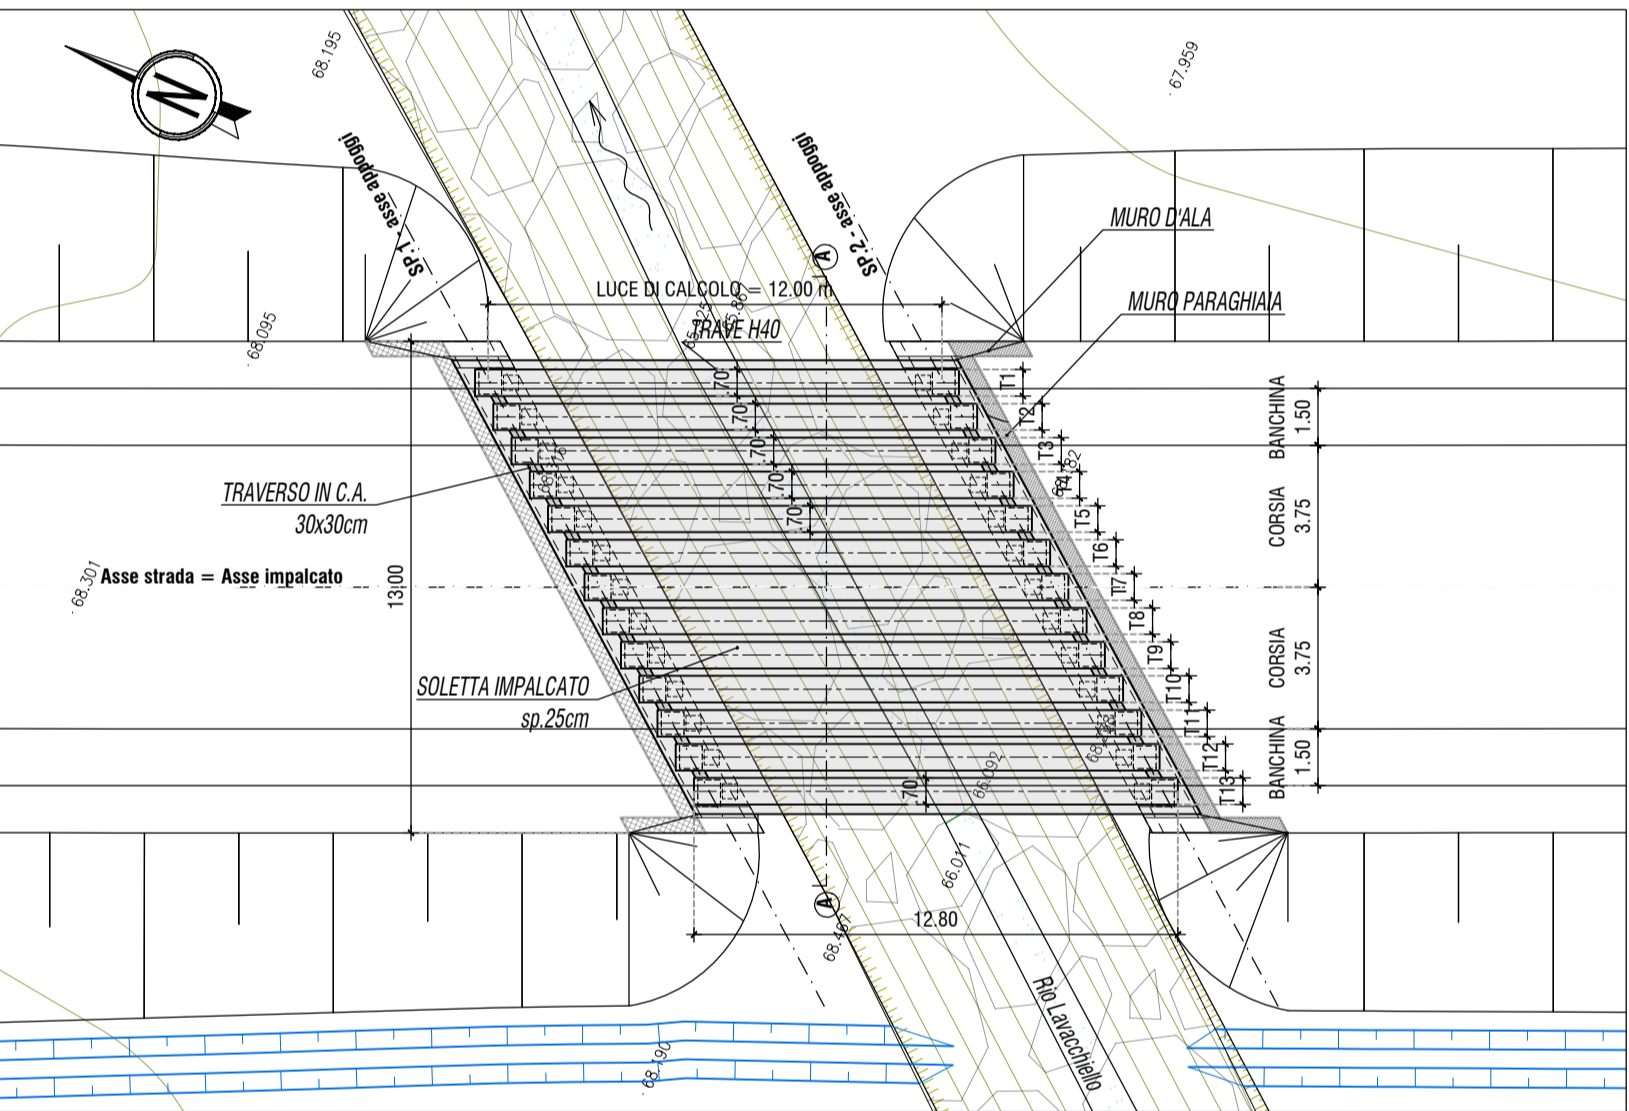 N
68.195
67.959
SP.1 - asse appoggi
SP.2 - asse appoggi
MURO D'ALA
A
LUCE DI CALCOLO = 12.00 m
MURO PARAGHIAIA
TRAVE H40
68.095
.70
T1
.70
T2
.70
T3
.70
T4
.70
T5
T6
T7
T8
T9
T10
T11
T12
.70
T13
BANCHINA
1.50
CORSIA
3.75
CORSIA
3.75
BANCHINA
1.50
TRAVERSO IN C.A.
30x30cm
68.301
Asse strada = Asse impalcato
13.00
SOLETTA IMPALCATO
sp.25cm
66.092
66.011
A
12.80
68.467
Rio Lavacchiello
68.190